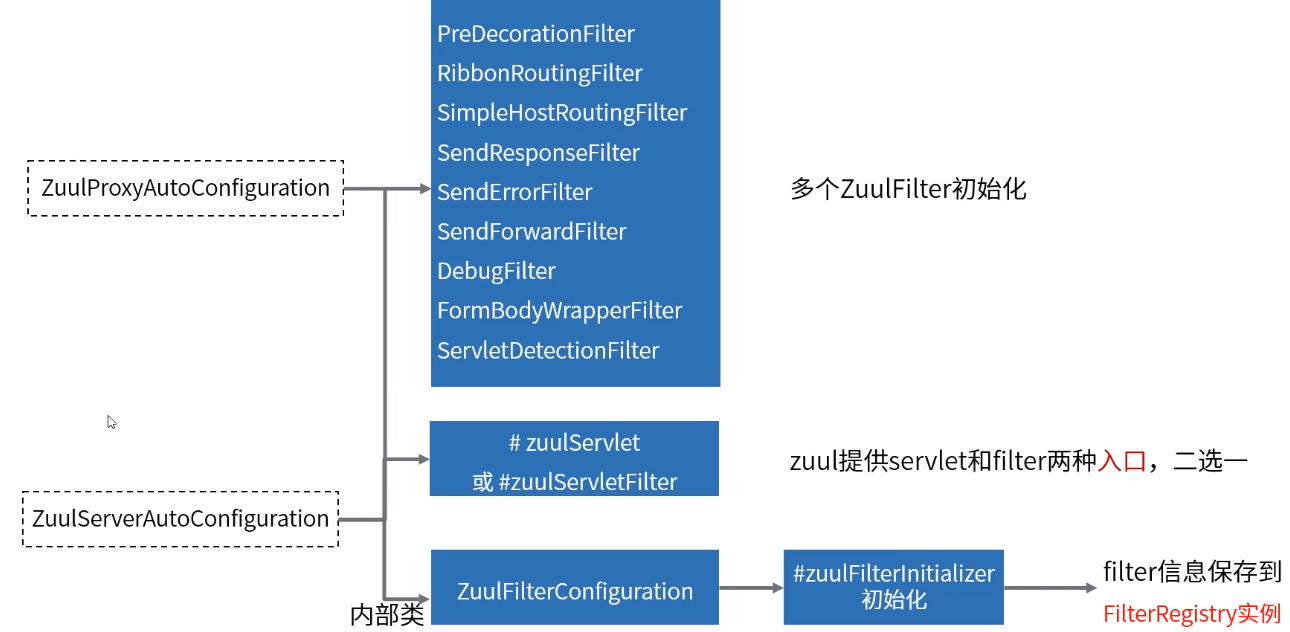 PreDecorationFilter
RibbonRoutingFilter
SimpleHostRoutingFilter
SendResponseFilter
SendErrorFilter
SendForwardFilter
DebugFilter
FormBodyWrapperFilter
ServletDetectionFilter
ZuulProxyAutoConfiguration
多个ZuulFilter初始化
# zuulServlet
或 #zuulServletFilter
zuul提供servlet和filter两种入口，二选一
ZuulServerAutoConfiguration
内部类
ZuulFilterConfiguration
#zuulFilterInitializer
初始化
filter信息保存到
FilterRegistry实例